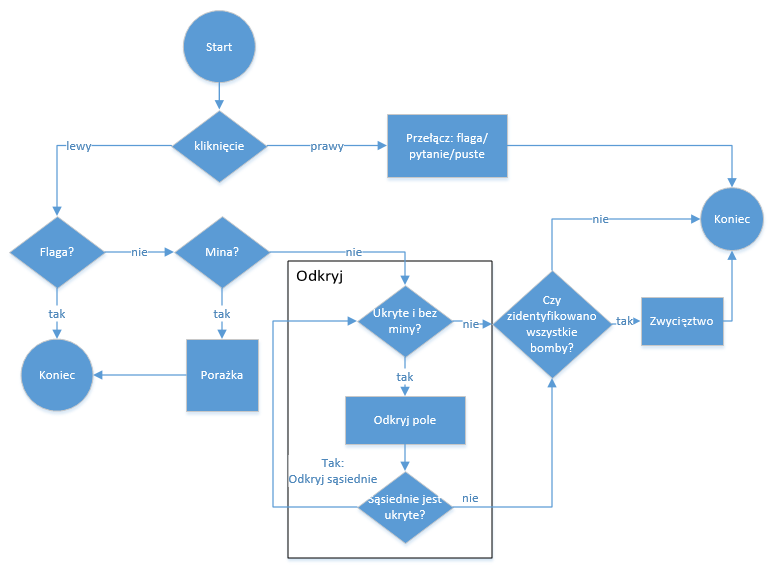 Start
kliknięcie
lewy
prawy
Przełącz: flaga/
pytanie/puste
Koniec
Flaga?
nie
Mina?
nie
nie
Odkryj
Czy
zidentyfikowano
wszystkie
bomby?
tak
Zwycięztwo
Ukryte i bez
miny?
nie
tak
tak
Koniec
Porażka
tak
Odkryj pole
Tak:
Odkryj sąsiednie
Sąsiednie jest
ukryte?
nie